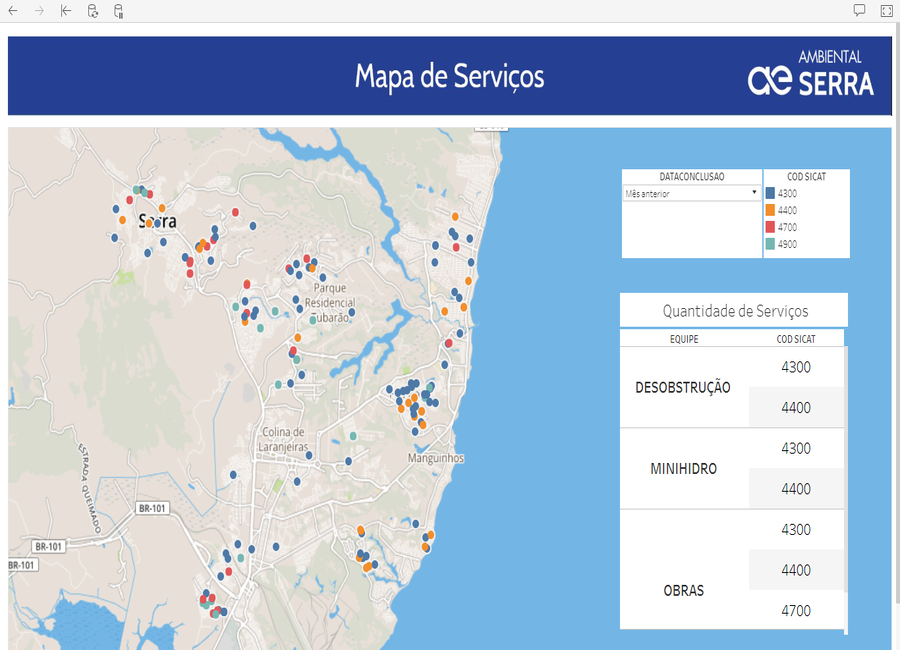 Mapa de Serviços
AMBIENTAL
ae SERRA
DATACONCLUSAO
Mês anterior
COD SICAT
4300
4400
4700
4900
Serra
Parque
Residencial
Tubarão
Quantidade de Serviços
EQUIPE COD SICAT
DESOBSTRUÇÃO
4300
4400
MINIHIDRO
4300
4400
OBRAS
4300
4400
4700
Colina de
Laranjeiras
Manguinhos
ESTRADA QUEIMADO
BR-101
BR-101
BR-101